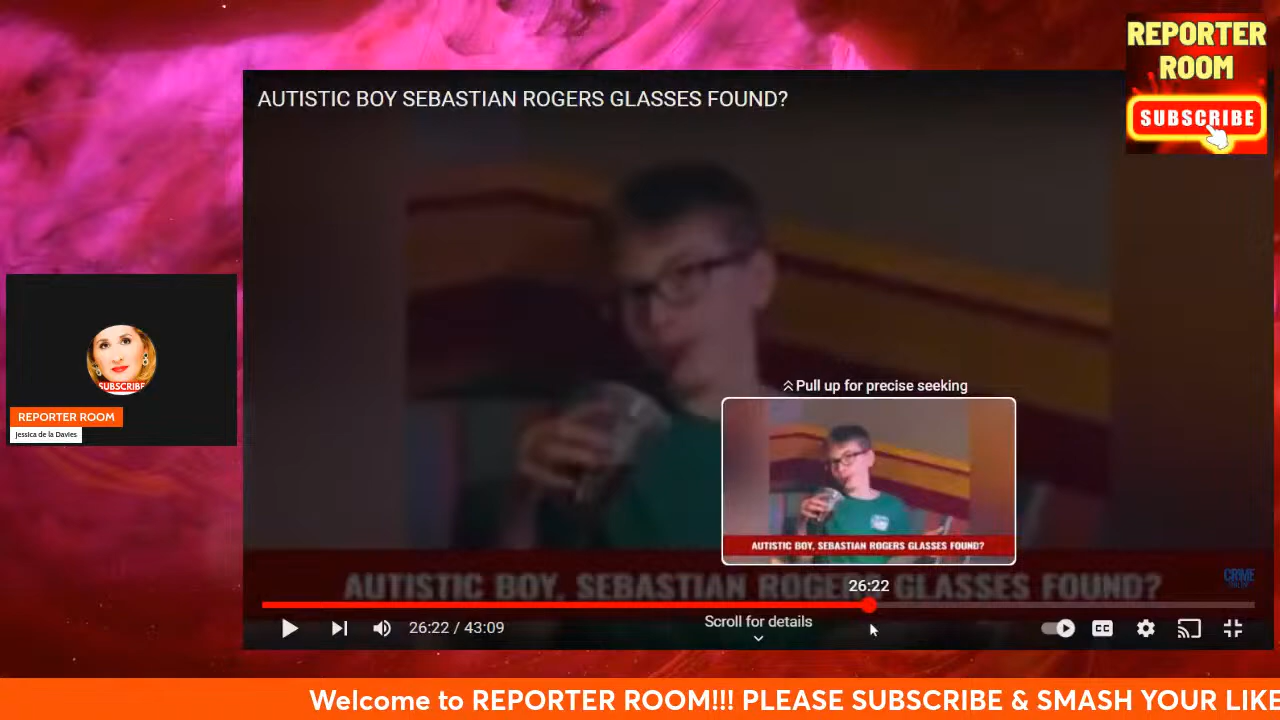 REPORTER
ROOM
SUBSCRIBE
AUTISTIC BOY SEBASTIAN ROGERS GLASSES FOUND?
SUBSCRIBE
REPORTER ROOM
Jessica de la Davies
Pull up for precise seeking
AUTISTIC BOY, SEBASTIAN ROGERS GLASSES FOUND?
26:22
AUTISTIC BOY, SEBASTIAN ROGERS GLASSES FOUND?
CRIME
26:22 / 43:09
Scroll for details
CC
Welcome to REPORTER ROOM!!! PLEASE SUBSCRIBE & SMASH YOUR LIKE